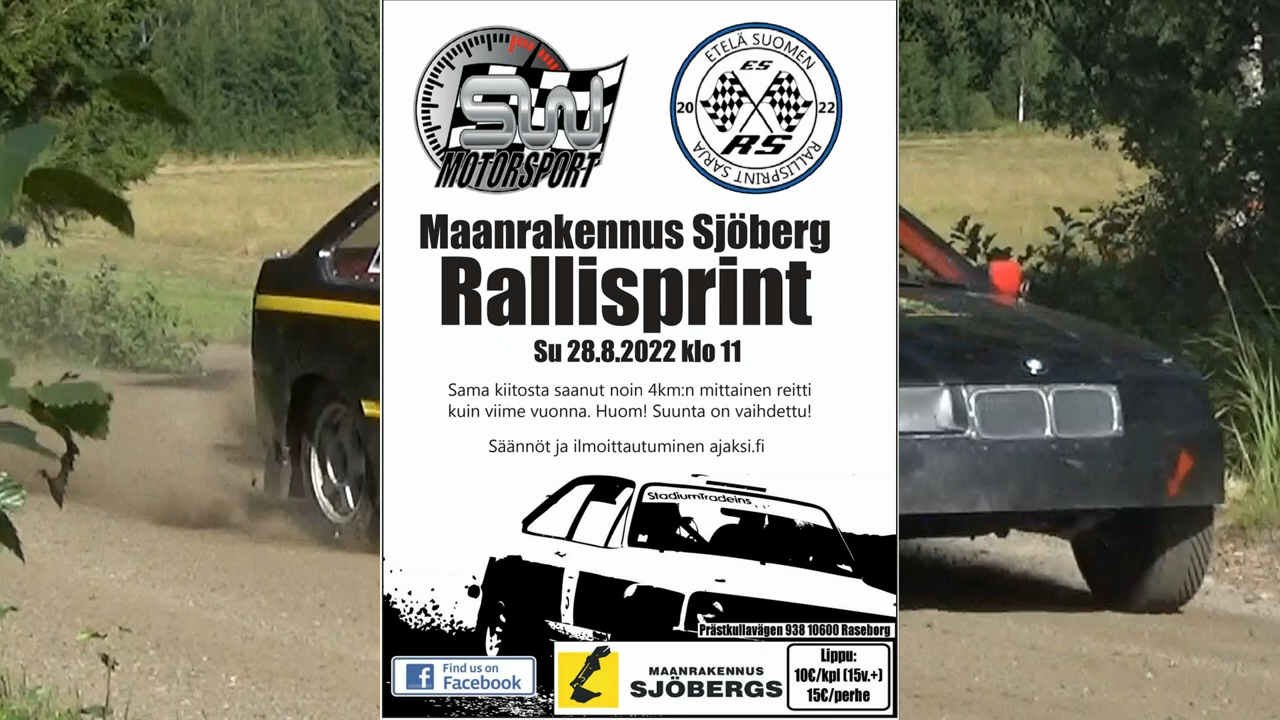 SW
MOTORSPORT
ETELÄ SUOMEN
ES
20 22
RS
RALLISPRINT SARJA
Maanrakennus Sjöberg
Rallisprint
Su 28.8.2022 klo 11
Sama kiitosta saanut noin 4km:n mittainen reitti
kuin viime vuonna. Huom! Suunta on vaihdettu!
Säännöt ja ilmoittautuminen ajaksi.fi
StadiumTradeins
Prästkullavägen 938 10600 Raseborg
Find us on
Facebook
MAANRAKENNUS
SJÖBERGS
Lippu:
10€/kpl (15v.+)
15€/perhe